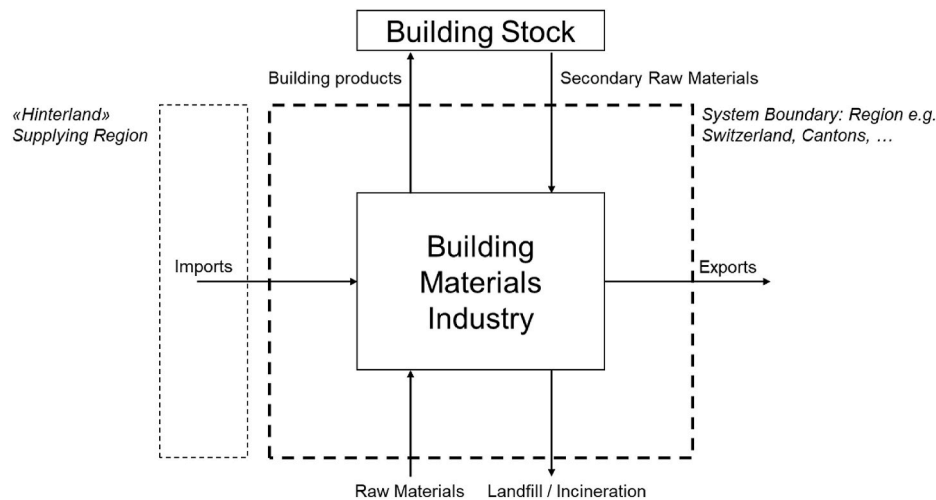 Building Stock
Building products
Secondary Raw Materials
«Hinterland»
Supplying Region
System Boundary: Region e.g.
Switzerland, Cantons, …
Building
Materials
Industry
Imports
Exports
Raw Materials
Landfill / Incineration